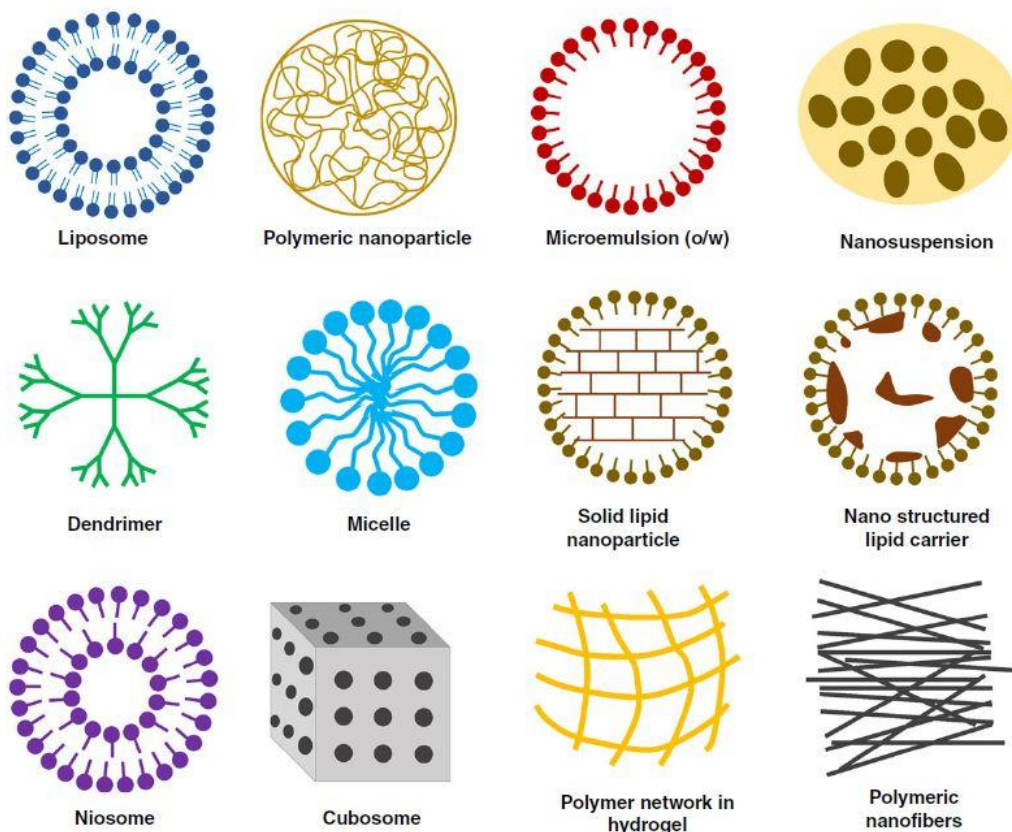 Liposome
Polymeric nanoparticle
Microemulsion (o/w)
Nanosuspension
Dendrimer
Micelle
Solid lipid
nanoparticle
Nano structured
lipid carrier
Niosome
Cubosome
Polymer network in
hydrogel
Polymeric
nanofibers